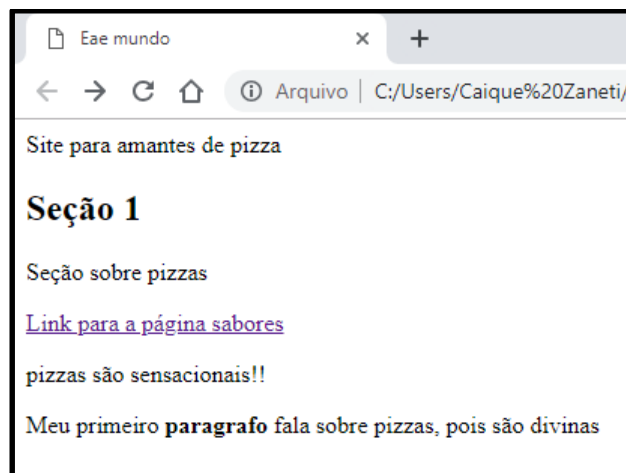 Eae mundo
Arquivo | C:/Users/Caique%20Zaneti/
Site para amantes de pizza
Seção 1
Seção sobre pizzas
Link para a página sabores
pizzas são sensacionais!!
Meu primeiro paragrafo fala sobre pizzas, pois são divinas